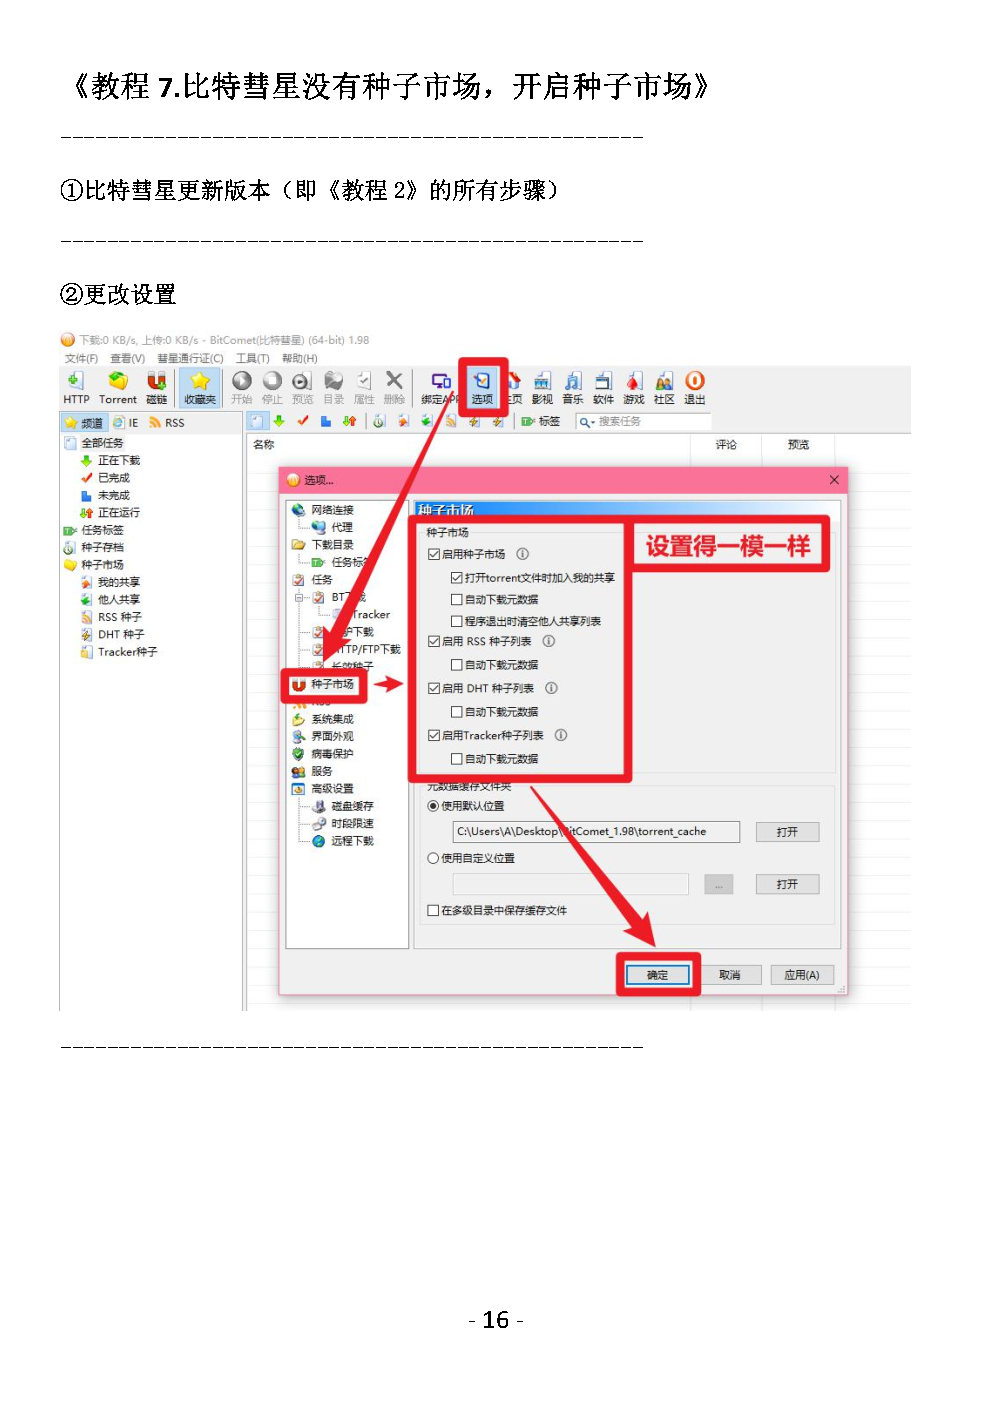 《教程 7.比特彗星没有种子市场，开启种子市场》
--------------------------------------------------
①比特彗星更新版本（即《教程 2》的所有步骤）
--------------------------------------------------
②更改设置
下载:0 KB/s, 上传:0 KB/s - BitComet(比特彗星) (64-bit) 1.98
文件(F) 查看(V) 彗星通行证(C) 工具(T) 帮助(H)
HTTP Torrent 磁链 收藏夹 开始 停止 预览 目录 属性 删除 绑定AP 选项 页 影视 音乐 软件 游戏 社区 退出
频道 IE RSS
标签 搜索任务
全部任务
正在下载
已完成
未完成
正在运行
任务标签
种子存档
种子市场
我的共享
他人共享
RSS 种子
DHT 种子
Tracker种子
名称 评论 预览
选项...
网络连接
代理
下载目录
任务标
任务
BT下载
Tracker
下载
TTP/FTP下载
长效种子
种子市场
系统集成
界面外观
病毒保护
服务
高级设置
磁盘缓存
时段限速
远程下载
种子市场
种子市场
启用种子市场
打开torrent文件时加入我的共享
自动下载元数据
程序退出时清空他人共享列表
启用 RSS 种子列表
自动下载元数据
启用 DHT 种子列表
自动下载元数据
启用Tracker种子列表
自动下载元数据
设置得一模一样
元数据缓存文件夹
使用默认位置
C:\Users\A\Desktop\BitComet_1.98\torrent_cache 打开
使用自定义位置
... 打开
在多级目录中保存缓存文件
确定 取消 应用(A)
--------------------------------------------------
- 16 -